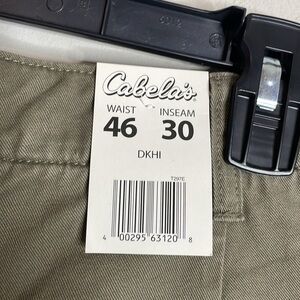 Cabela's
WAIST INSEAM
46 30
DKHI
T297E
4 00295 63120 8